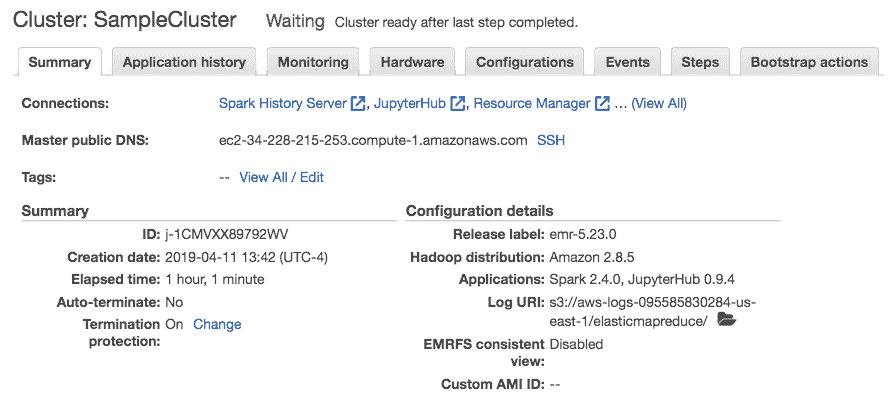 Cluster: SampleCluster Waiting Cluster ready after last step completed.
Summary Application history Monitoring Hardware Configurations Events Steps Bootstrap actions
Connections: Spark History Server, JupyterHub, Resource Manager ... (View All)
Master public DNS: ec2-34-228-215-253.compute-1.amazonaws.com SSH
Tags: -- View All / Edit
Summary
ID: j-1CMVXX89792WV
Creation date: 2019-04-11 13:42 (UTC-4)
Elapsed time: 1 hour, 1 minute
Auto-terminate: No
Termination On Change
protection:
Configuration details
Release label: emr-5.23.0
Hadoop distribution: Amazon 2.8.5
Applications: Spark 2.4.0, JupyterHub 0.9.4
Log URI: s3://aws-logs-095585830284-us-
east-1/elasticmapreduce/
EMRFS consistent Disabled
view:
Custom AMI ID: --